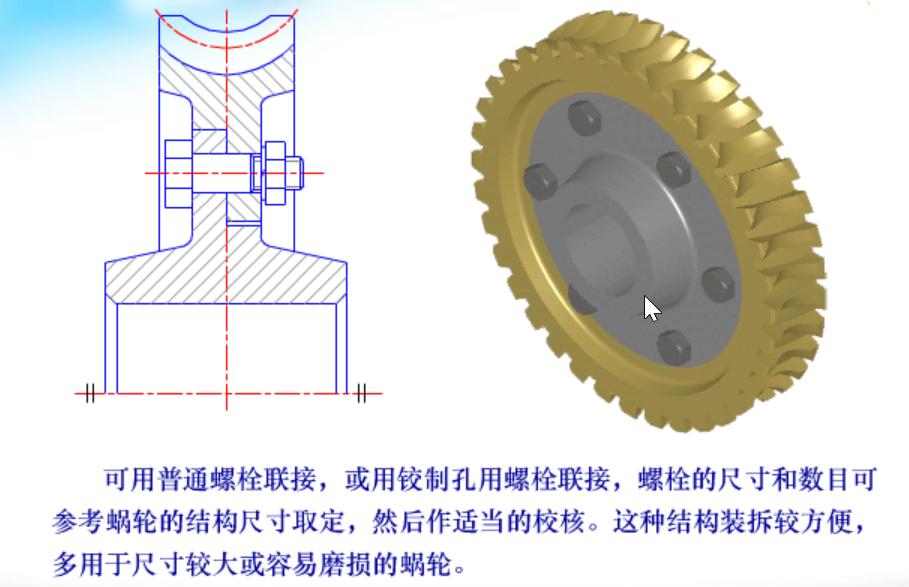 可用普通螺栓联接，或用铰制孔用螺栓联接，螺栓的尺寸和数目可
参考蜗轮的结构尺寸取定，然后作适当的校核。这种结构装拆较方便，
多用于尺寸较大或容易磨损的蜗轮。